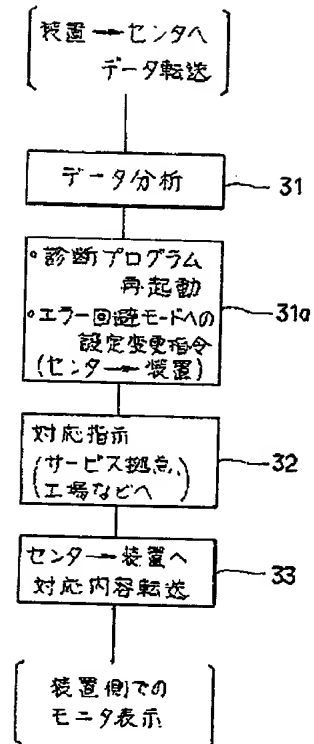 装置→センタへ
データ転送
データ分析
31
◦診断プログラム
再起動
◦エラー回避モードへの
設定変更指令
(センタ→装置)
31a
対応指示
(サービス拠点、
工場などへ)
32
センタ→装置へ
対応内容転送
33
装置側での
モニタ表示